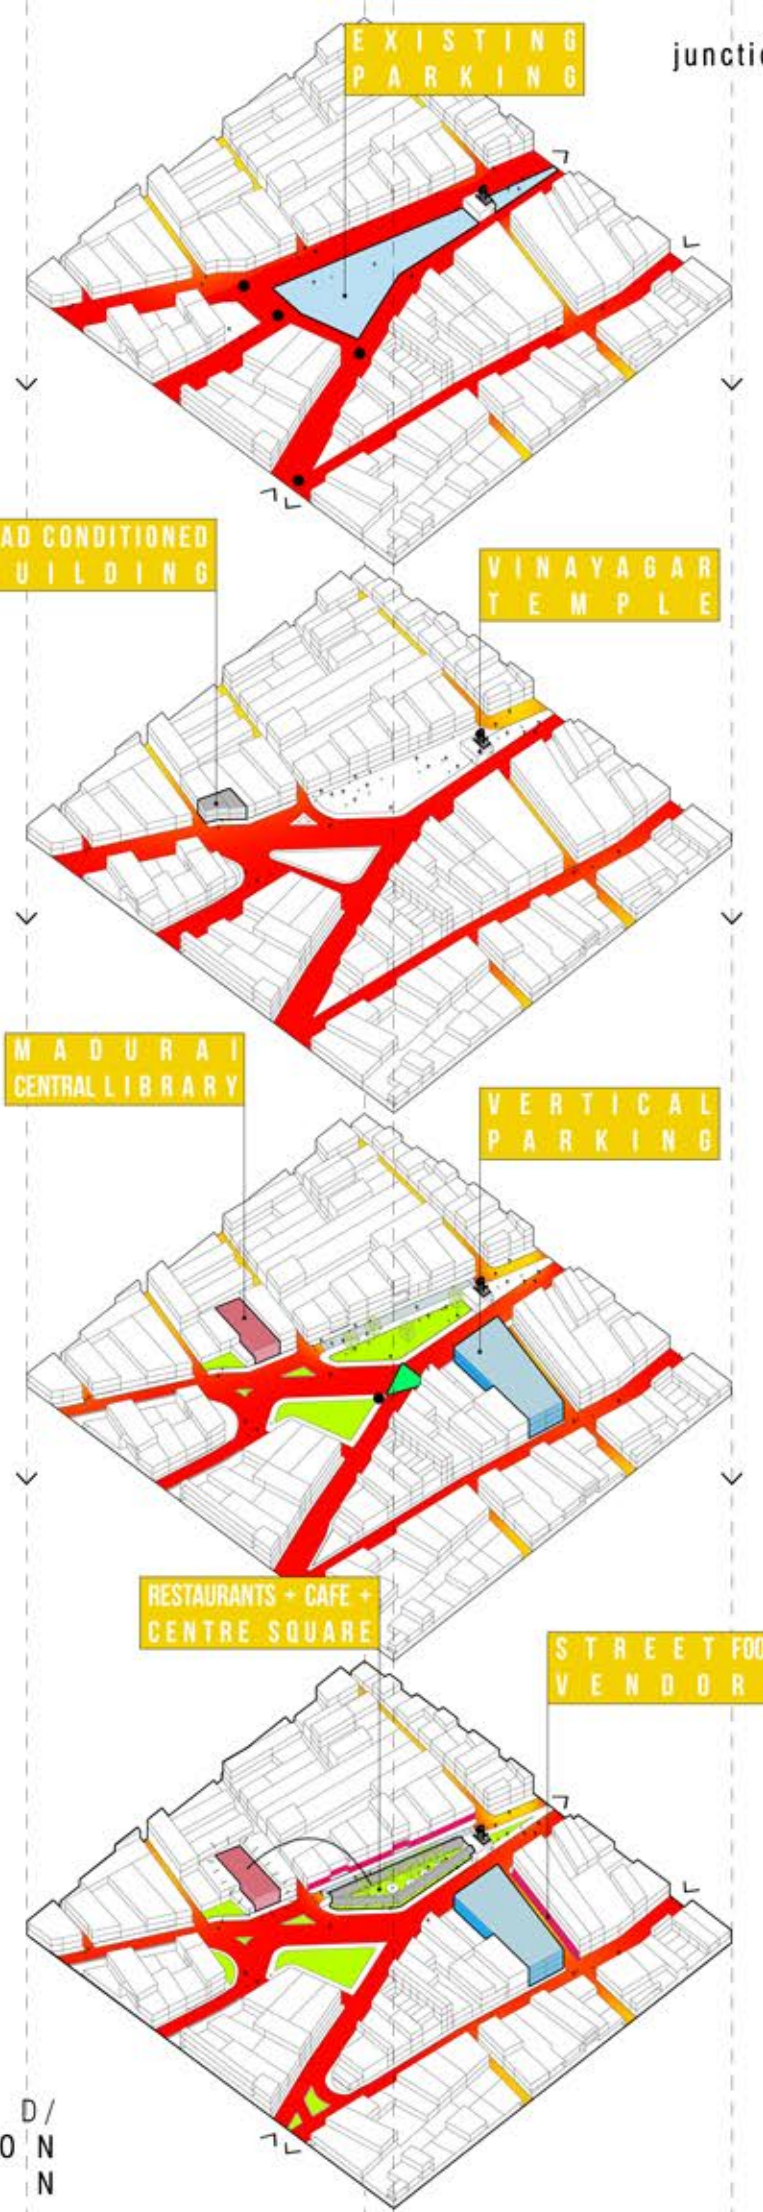 EXISTING
PARKING
junctio
AD CONDITIONED
UILDING
VINAYAGAR
TEMPLE
MADURAI
CENTRAL LIBRARY
VERTICAL
PARKING
RESTAURANTS + CAFE +
CENTRE SQUARE
STREET FOO
VENDOR
D/
O N
N